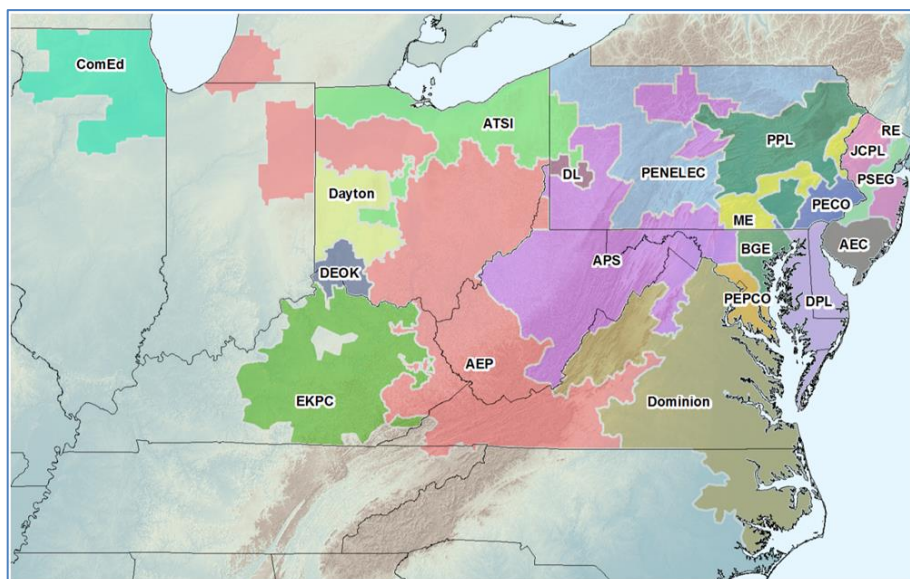 ComEd
ATSI
PPL
RE
JCPL
DL
PENELEC
PSEG
Dayton
ME
PECO
AEC
BGE
APS
DEOK
PEPCO
DPL
AEP
EKPC
Dominion